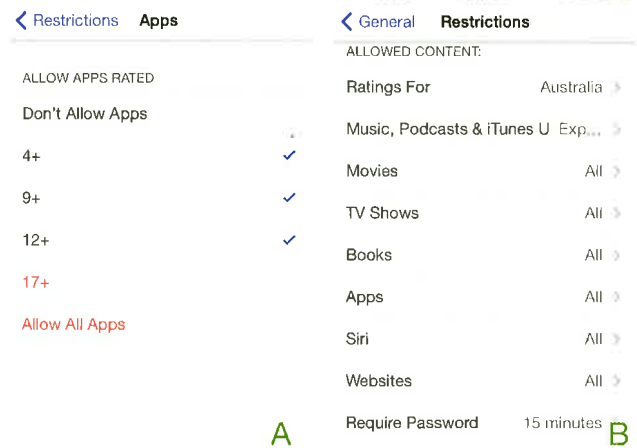 Restrictions Apps
ALLOW APPS RATED
Don't Allow Apps
4+
9+
12+
17+
Allow All Apps
A
General Restrictions
ALLOWED CONTENT:
Ratings For Australia
Music, Podcasts & iTunes U Exp...
Movies All
TV Shows All
Books All
Apps All
Siri All
Websites All
Require Password 15 minutes
B